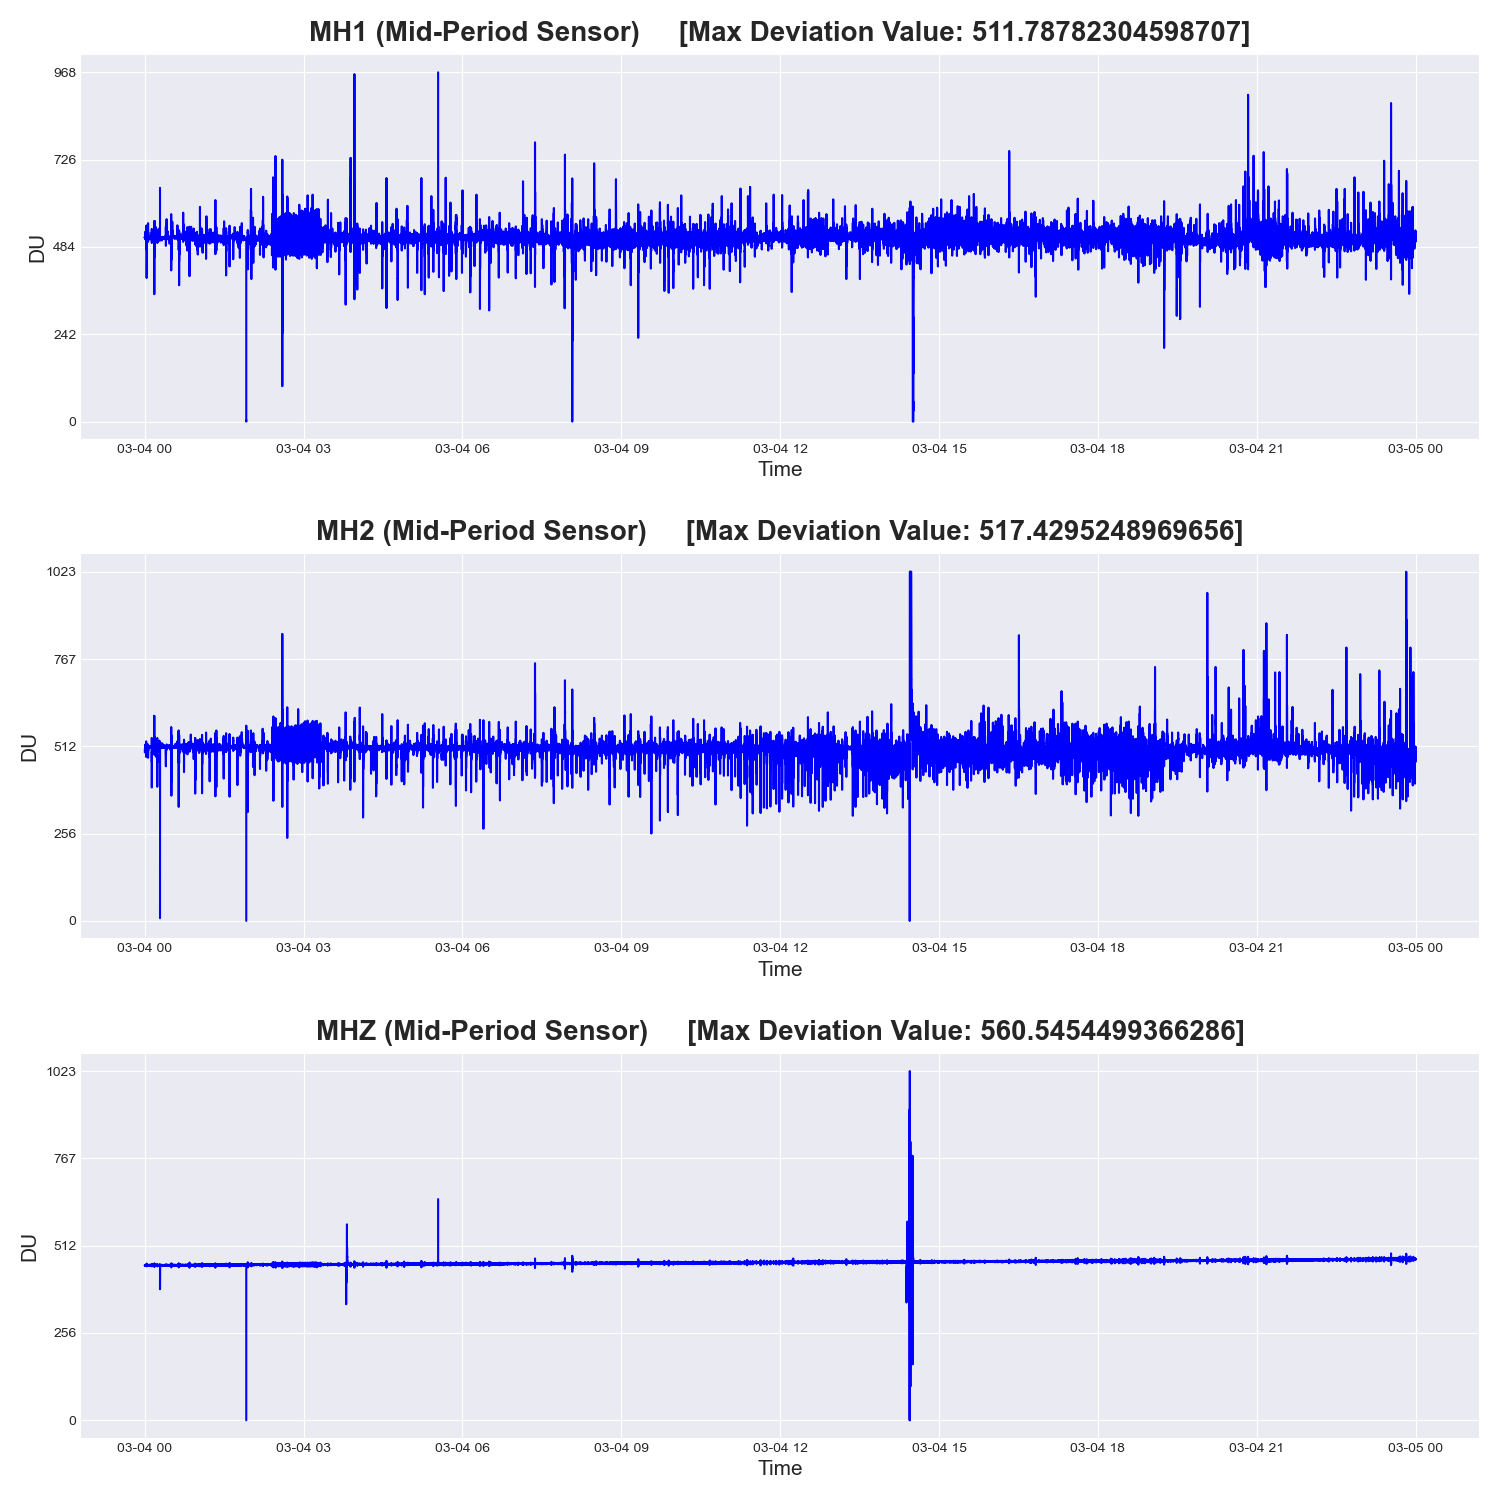 MH1 (Mid-Period Sensor) [Max Deviation Value: 511.78782304598707]
968
726
484
242
0
DU
03-04 00 03-04 03 03-04 06 03-04 09 03-04 12 03-04 15 03-04 18 03-04 21 03-05 00
Time
MH2 (Mid-Period Sensor) [Max Deviation Value: 517.4295248969656]
1023
767
512
256
0
DU
03-04 00 03-04 03 03-04 06 03-04 09 03-04 12 03-04 15 03-04 18 03-04 21 03-05 00
Time
MHZ (Mid-Period Sensor) [Max Deviation Value: 560.5454499366286]
1023
767
512
256
0
DU
03-04 00 03-04 03 03-04 06 03-04 09 03-04 12 03-04 15 03-04 18 03-04 21 03-05 00
Time